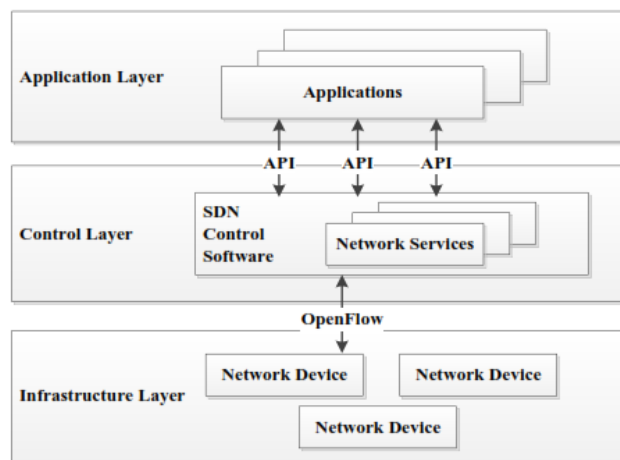 Application Layer
Applications
API API API
Control Layer
SDN
Control
Software
Network Services
OpenFlow
Infrastructure Layer
Network Device Network Device
Network Device